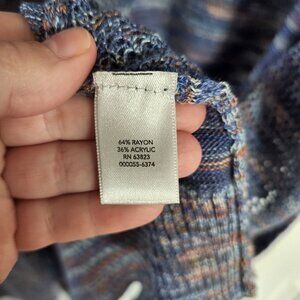 64% RAYON
36% ACRYLIC
RN 63823
000055-6374